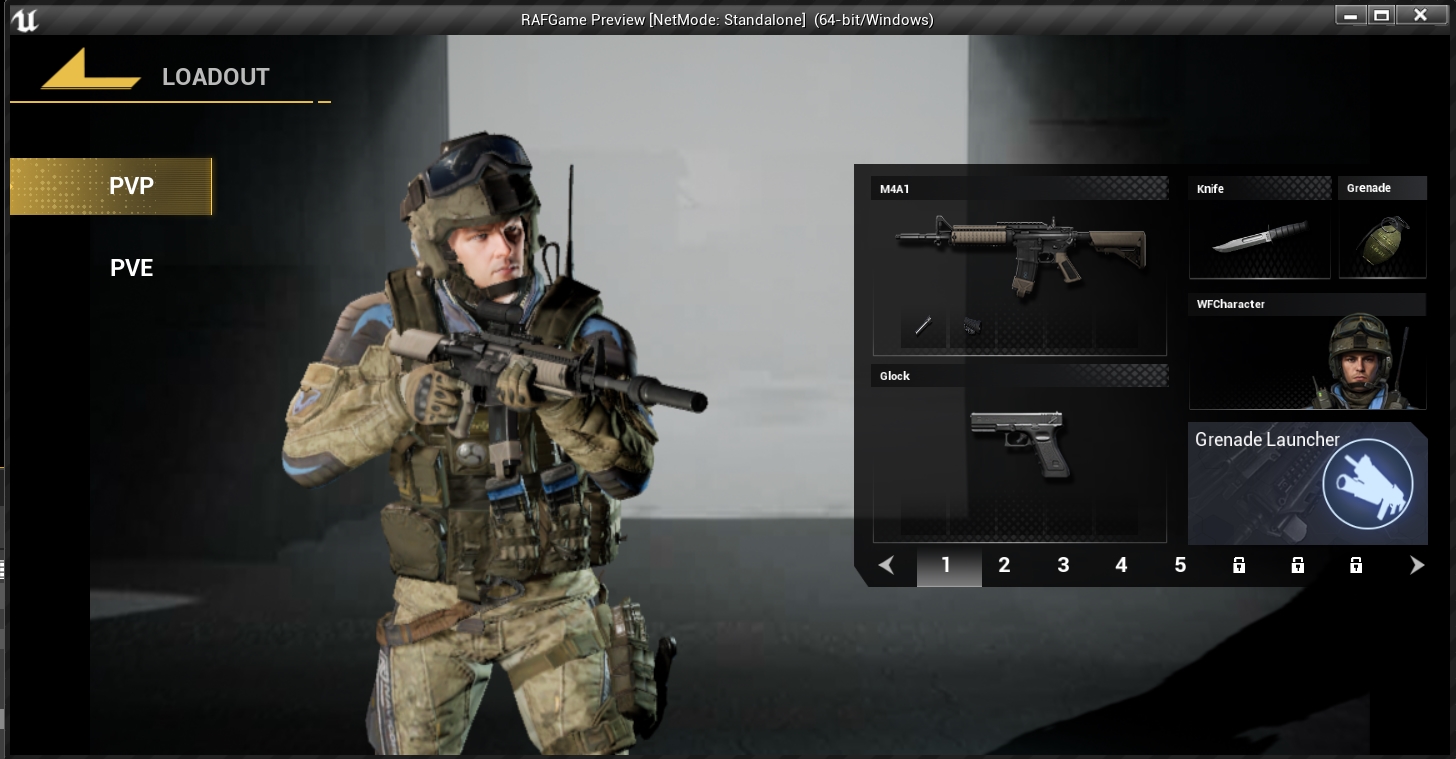 RAFGame Preview [NetMode: Standalone] (64-bit/Windows)
LOADOUT
PVP
PVE
M4A1
Knife
Grenade
WFCharacter
Glock
Grenade Launcher
1 2 3 4 5